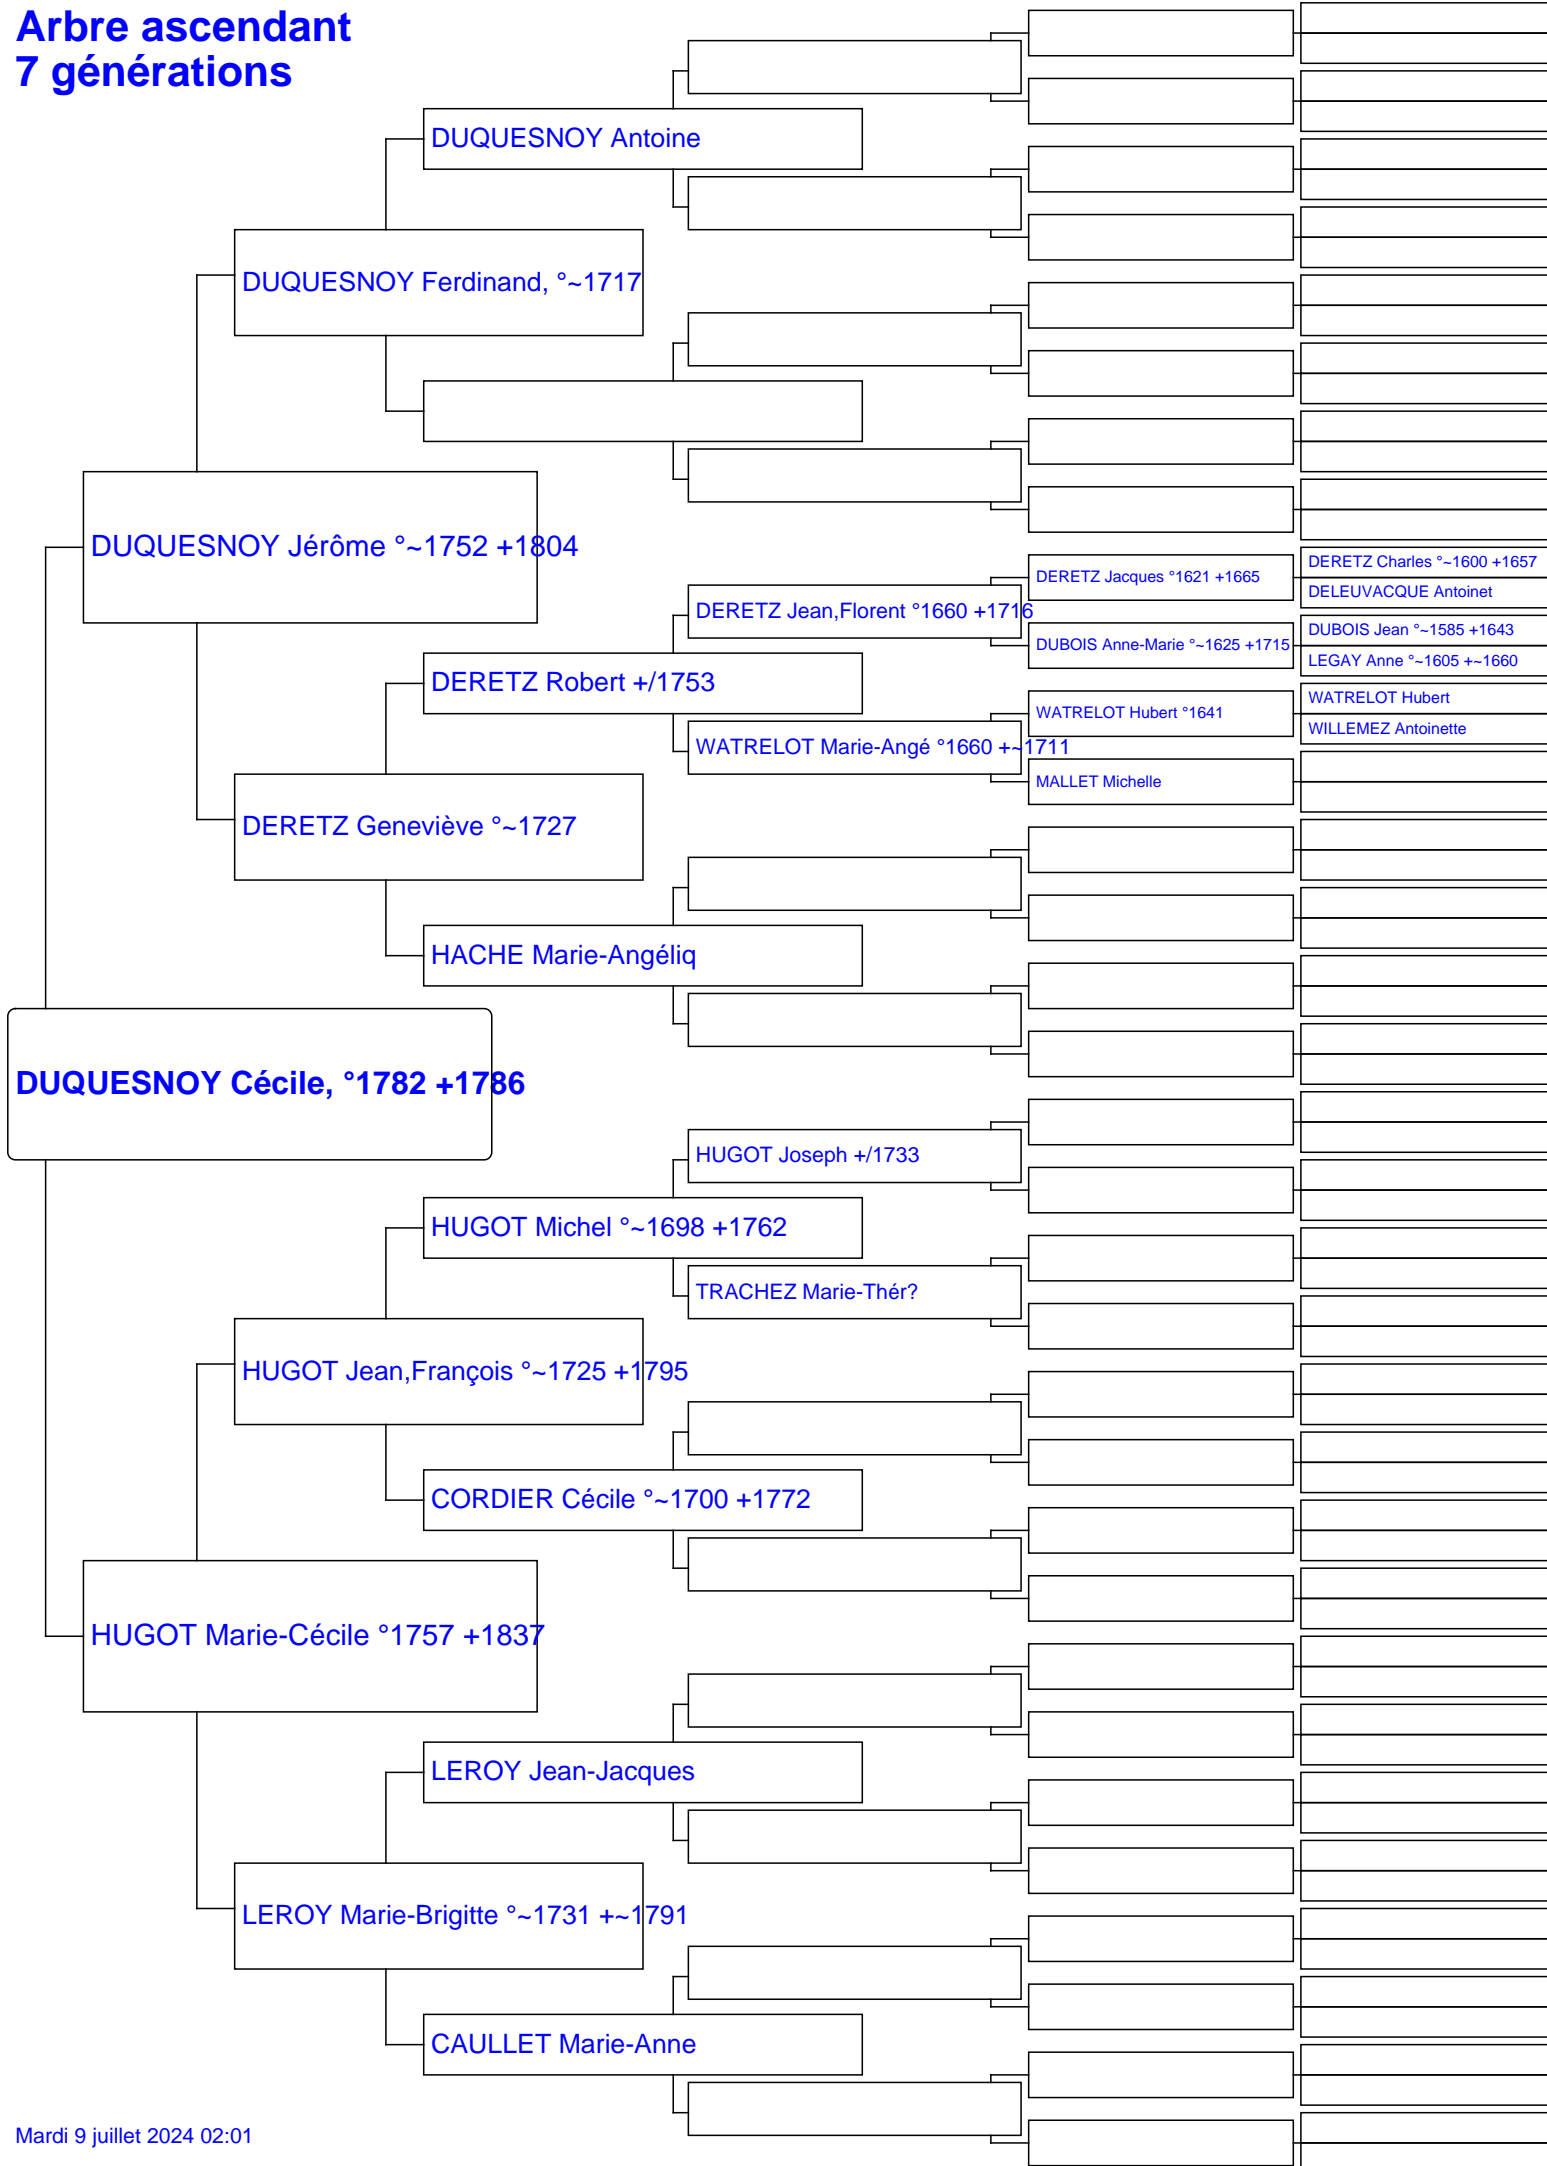 Arbre ascendant
7 générations
DUQUESNOY Antoine
DUQUESNOY Ferdinand, °~1717
DUQUESNOY Jérôme °~1752 +1804
DERETZ Charles °~1600 +1657
DERETZ Jacques °1621 +1665
DELEUVACQUE Antoinet
DERETZ Jean,Florent °1660 +1716
DUBOIS Jean °~1585 +1643
DUBOIS Anne-Marie °~1625 +1715
LEGAY Anne °~1605 +~1660
DERETZ Robert +/1753
WATRELOT Hubert
WATRELOT Hubert °1641
WILLEMEZ Antoinette
WATRELOT Marie-Angé °1660 +~1711
MALLET Michelle
DERETZ Geneviève °~1727
HACHE Marie-Angéliq
DUQUESNOY Cécile, °1782 +1786
HUGOT Joseph +/1733
HUGOT Michel °~1698 +1762
TRACHEZ Marie-Thér?
HUGOT Jean,François °~1725 +1795
CORDIER Cécile °~1700 +1772
HUGOT Marie-Cécile °1757 +1837
LEROY Jean-Jacques
LEROY Marie-Brigitte °~1731 +~1791
CAULLET Marie-Anne
Mardi 9 juillet 2024 02:01